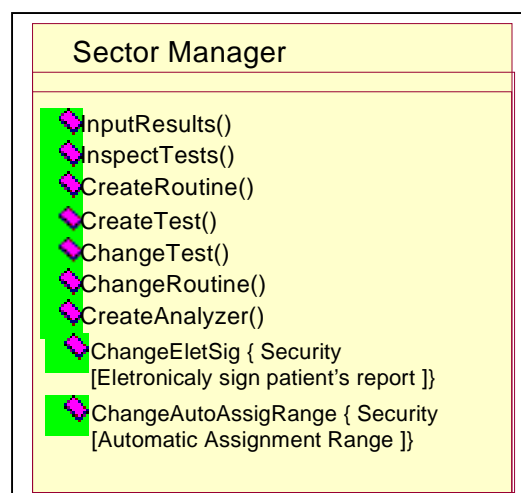 Sector Manager
InputResults()
InspectTests()
CreateRoutine()
CreateTest()
ChangeTest()
ChangeRoutine()
CreateAnalyzer()
ChangeEletSig { Security
[Eletronicaly sign patient's report ]}
ChangeAutoAssigRange { Security
[Automatic Assignment Range ]}